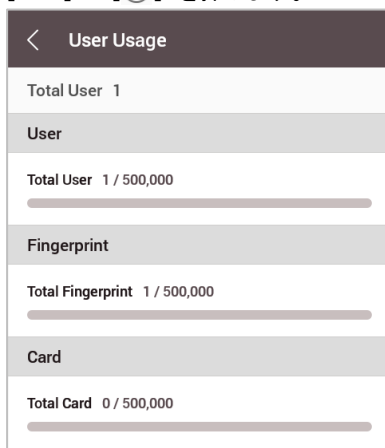 User Usage
Total User 1
User
Total User 1 / 500,000
Fingerprint
Total Fingerprint 1 / 500,000
Card
Total Card 0 / 500,000